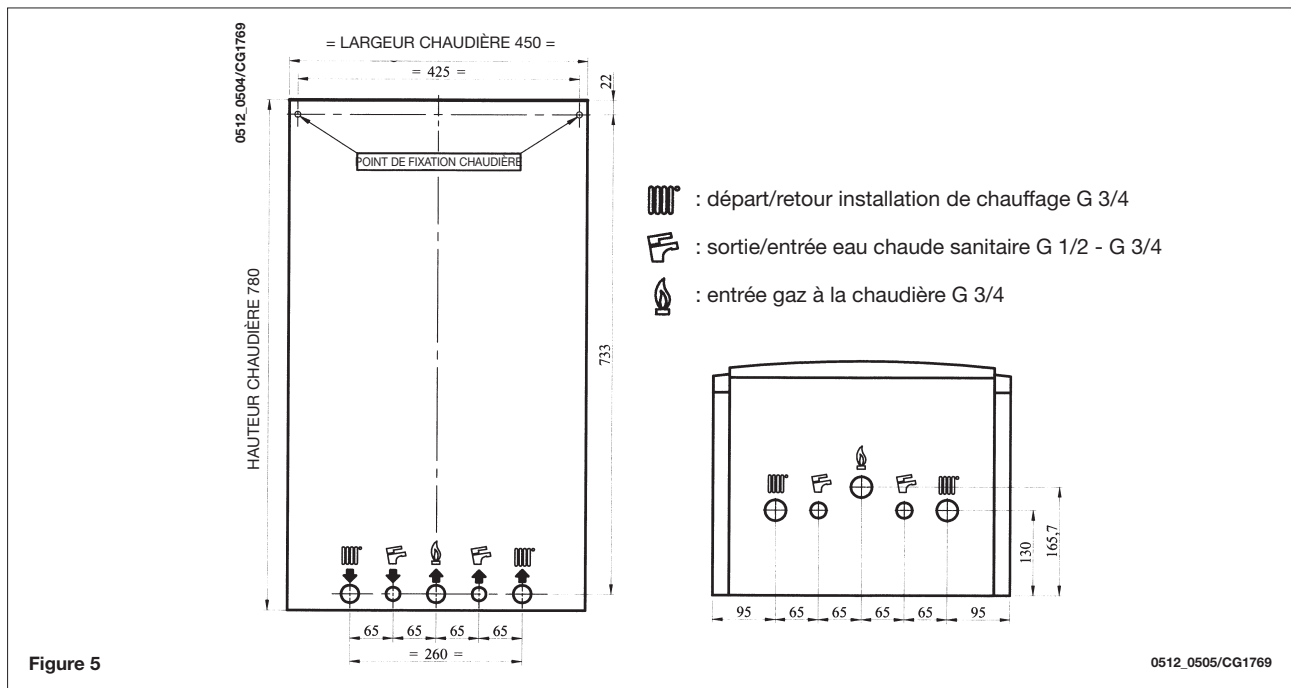 0512_0504/CG1769
= LARGEUR CHAUDIÈRE 450 =
= 425 =
22
POINT DE FIXATION CHAUDIÈRE
HAUTEUR CHAUDIÈRE 780
733
65 65 65 65
= 260 =
: départ/retour installation de chauffage G 3/4
: sortie/entrée eau chaude sanitaire G 1/2 - G 3/4
: entrée gaz à la chaudière G 3/4
130
165,7
95 65 65 65 65 95
Figure 5
0512_0505/CG1769